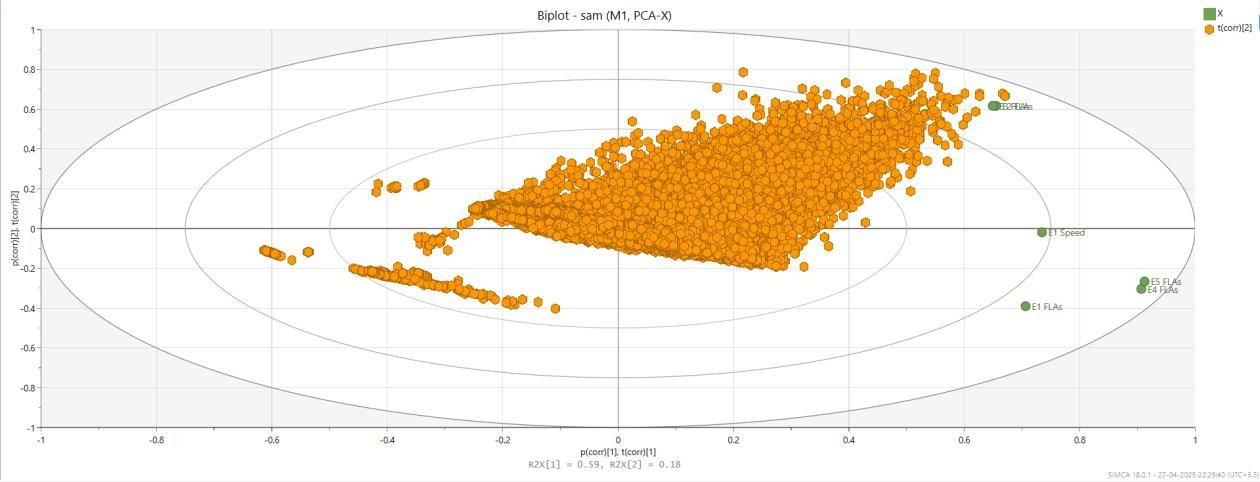 Biplot - sam (M1, PCA-X)
X
t(corr)[2]
p(corr)[2], t(corr)[2]
1
0.8
0.6
0.4
0.2
0
-0.2
-0.4
-0.6
-0.8
-1
E1 Speed
E5 FLAs
E4 FLAs
E1 FLAs
-1 -0.8 -0.6 -0.4 -0.2 0 0.2 0.4 0.6 0.8 1
p(corr)[1], t(corr)[1]
R2X[1] = 0.59, R2X[2] = 0.18
SIMCA 18.0.1 - 27-04-2025 22:29:40 (UTC+5.5)